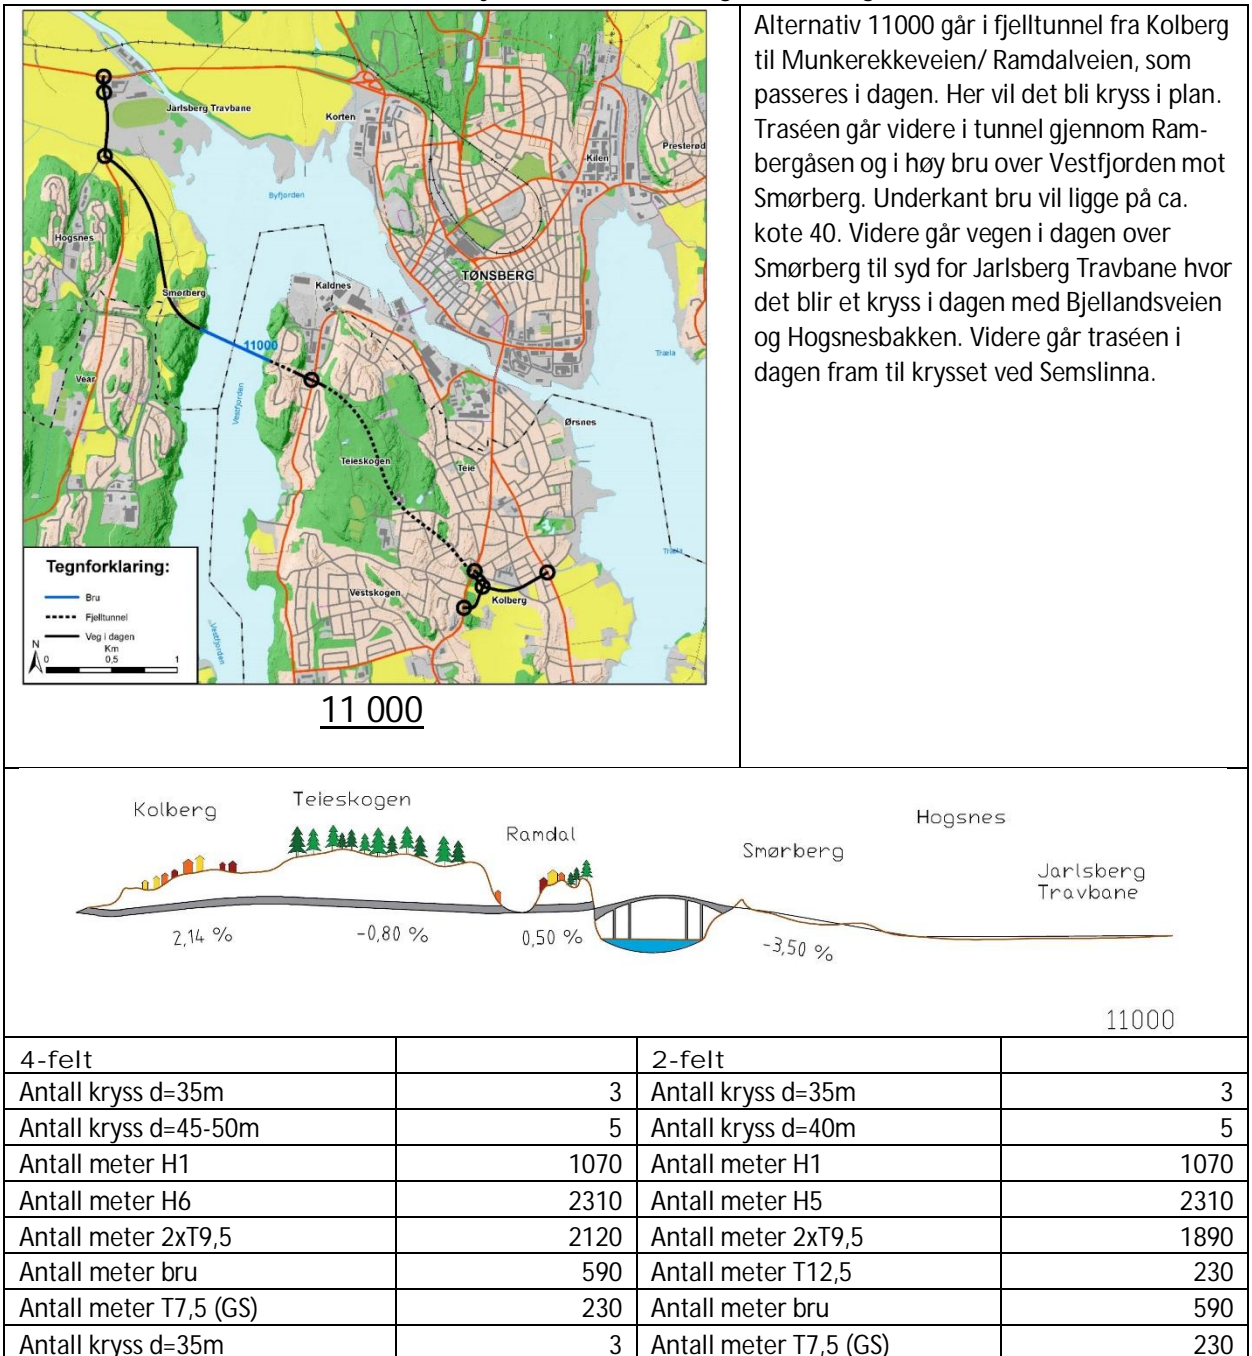 Alternativ 11000 går i fjelltunnel fra Kolberg
til Munkerekkeveien/ Ramdalveien, som
passeres i dagen. Her vil det bli kryss i plan.
Traséen går videre i tunnel gjennom Ram-
bergåsen og i høy bru over Vestfjorden mot
Smørberg. Underkant bru vil ligge på ca.
kote 40. Videre går vegen i dagen over
Smørberg til syd for Jarlsberg Travbane hvor
det blir et kryss i dagen med Bjellandsveien
og Hogsnesbakken. Videre går traséen i
dagen fram til krysset ved Semslinna.
Jarlsberg Travbane
Korten
Presterød
Kilen
Byfjorden
Hogsnes
TØNSBERG
Kaldnes
Smørberg
11000
Træla
Vear
Vestfjorden
Ørsnes
Teieskogen
Teie
Træla
Vestskogen
Kolberg
Vestfjorden
Tegnforklaring:
Bru
Fjelltunnel
Veg i dagen
N
Km
0 0,5 1
11 000
Kolberg
Teieskogen
Ramdal
Smørberg
Hogsnes
Jarlsberg
Travbane
2,14 %
-0,80 %
0,50 %
-3,50 %
11000
4-felt 2-felt
Antall kryss d=35m 3 Antall kryss d=35m 3
Antall kryss d=45-50m 5 Antall kryss d=40m 5
Antall meter H1 1070 Antall meter H1 1070
Antall meter H6 2310 Antall meter H5 2310
Antall meter 2xT9,5 2120 Antall meter 2xT9,5 1890
Antall meter bru 590 Antall meter T12,5 230
Antall meter T7,5 (GS) 230 Antall meter bru 590
Antall kryss d=35m 3 Antall meter T7,5 (GS) 230